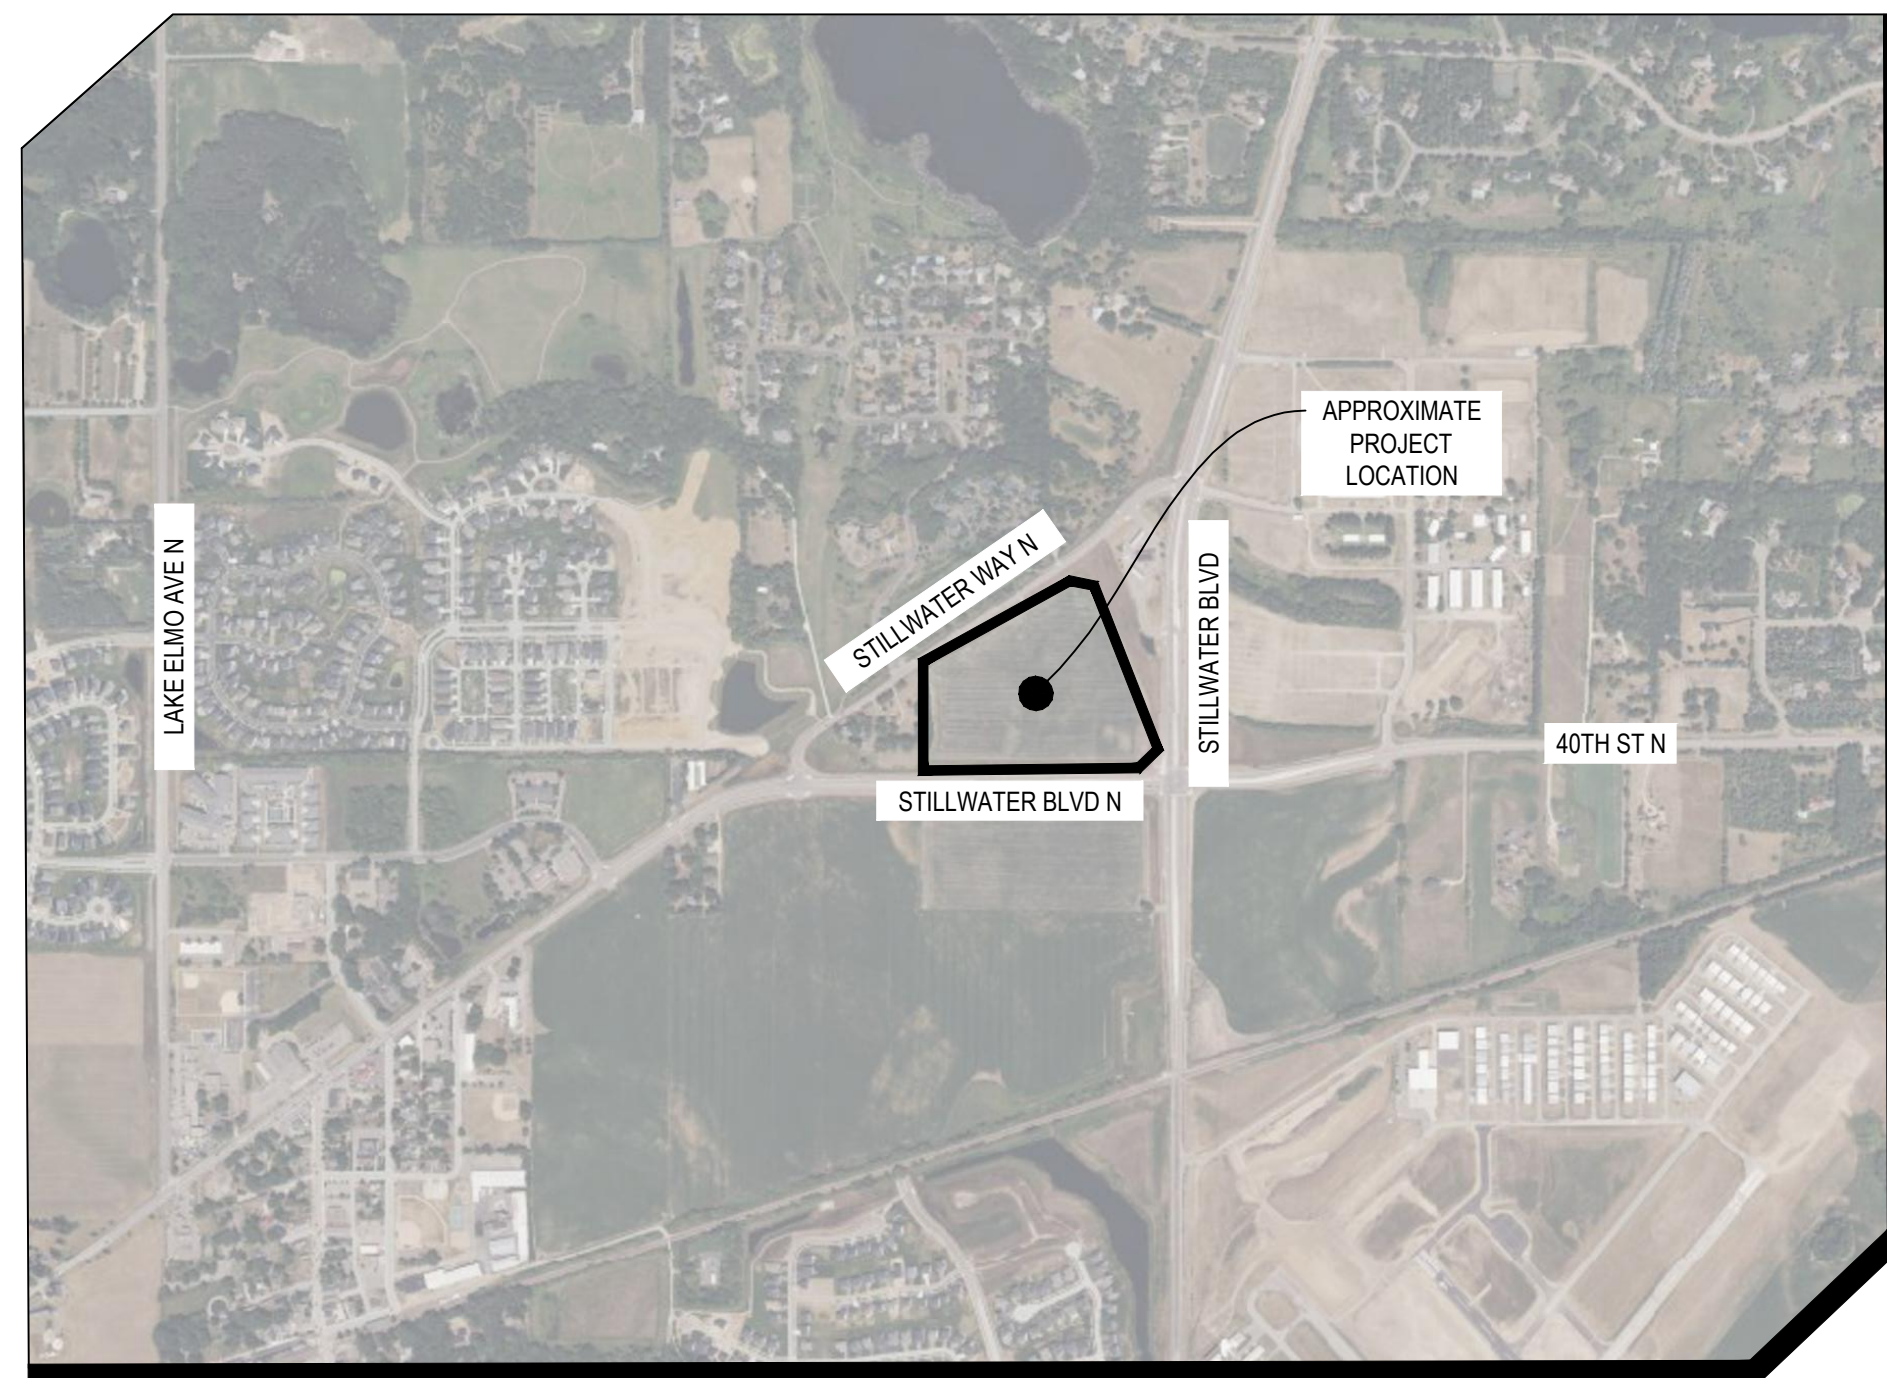 APPROXIMATE
PROJECT
LOCATION
STILLWATER WAY N
LAKE ELMO AVE N
STILLWATER BLVD
40TH ST N
STILLWATER BLVD N